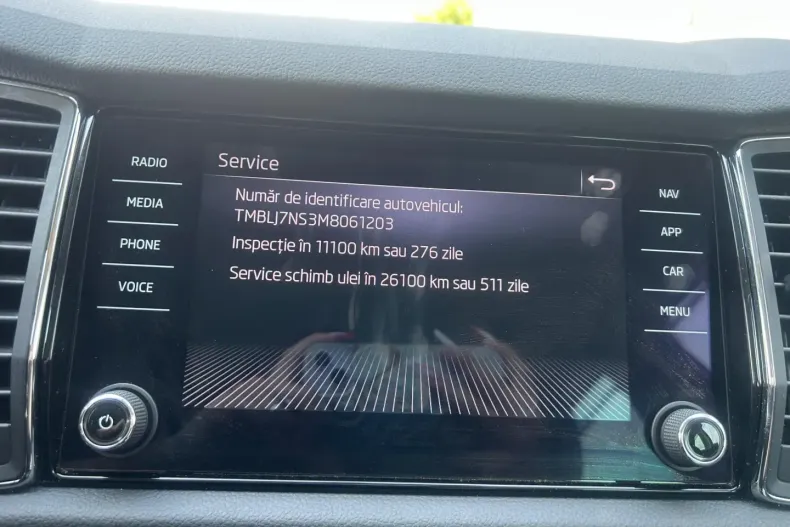 Service
Număr de identificare autovehicul:
TMBLJ7NS3M8061203
Inspecție în 11100 km sau 276 zile
Service schimb ulei în 26100 km sau 511 zile
RADIO
MEDIA
PHONE
VOICE
NAV
APP
CAR
MENU